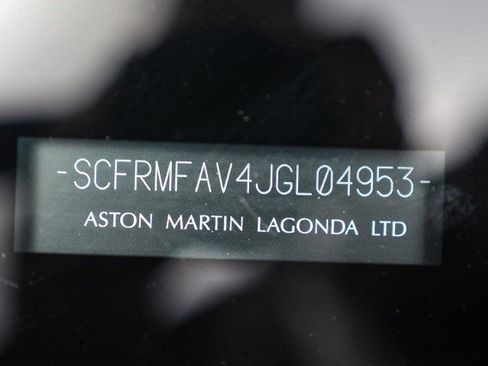 -SCFRMFAV4JGL04953-
ASTON MARTIN LAGONDA LTD